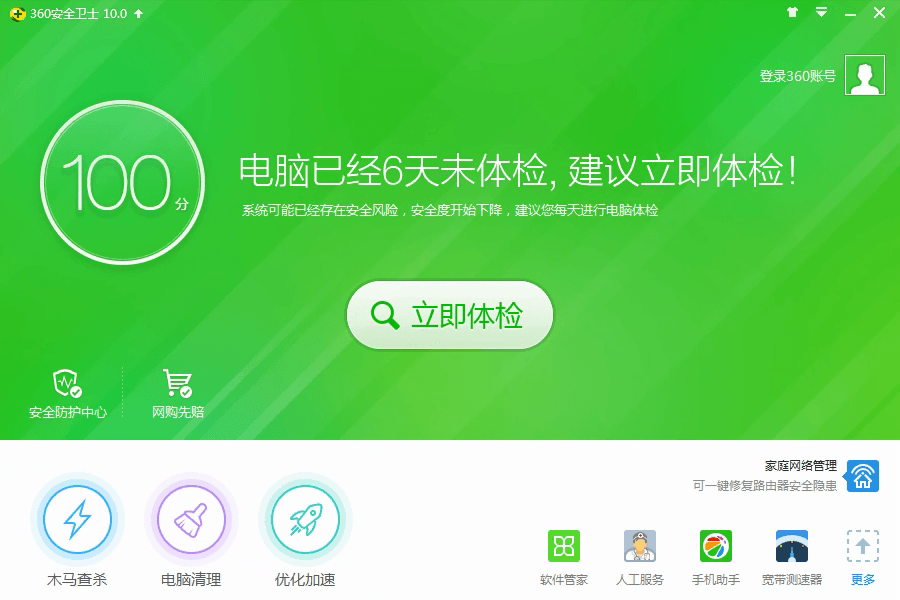 360安全卫士 10.0
登录360账号
100分
电脑已经6天未体检, 建议立即体检!
系统可能已经存在安全风险，安全度开始下降，建议您每天进行电脑体检
立即体检
安全防护中心
网购先赔
家庭网络管理
可一键修复路由器安全隐患
木马查杀
电脑清理
优化加速
软件管家
人工服务
手机助手
宽带测速器
更多